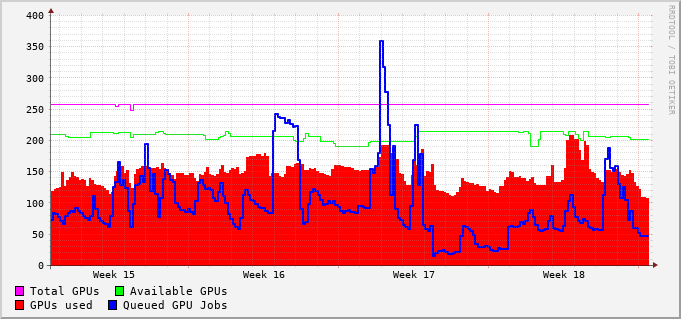 400
350
300
250
200
150
100
50
0
Week 15 Week 16 Week 17 Week 18
Total GPUs Available GPUs
GPUs used Queued GPU Jobs
RRDTOOL / TOBI OETIKER